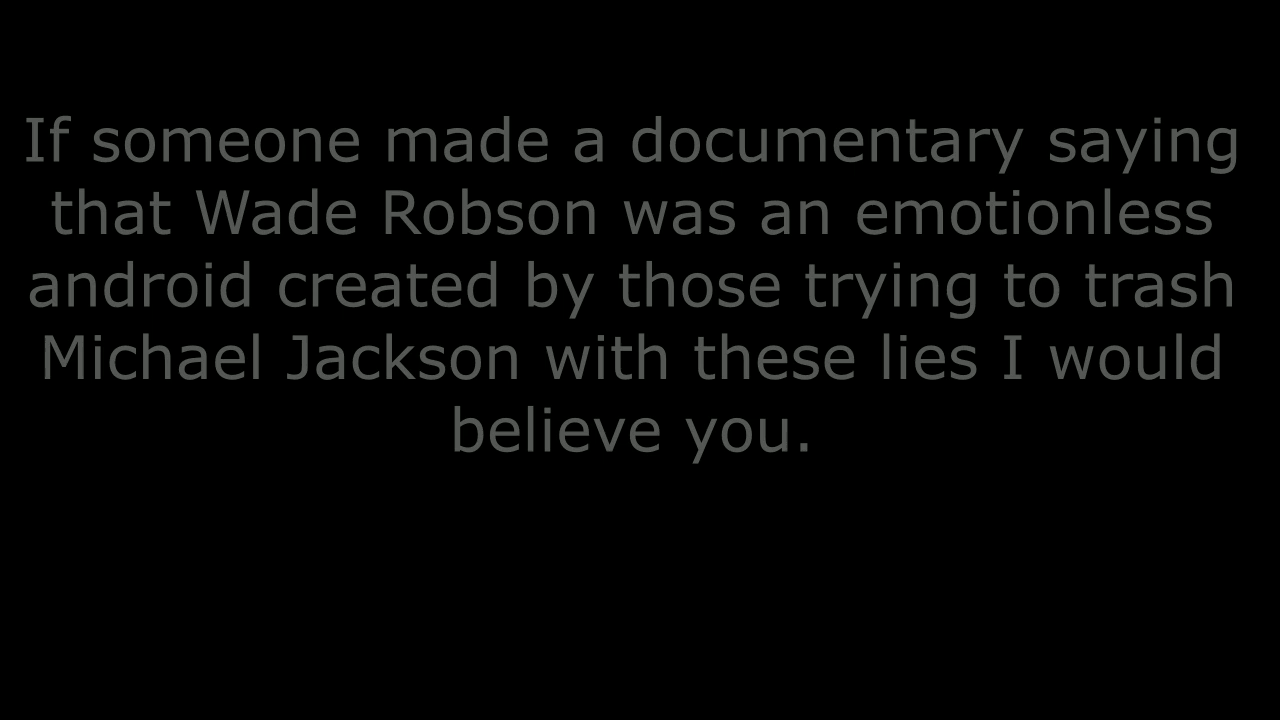 If someone made a documentary saying
that Wade Robson was an emotionless
android created by those trying to trash
Michael Jackson with these lies I would
believe you.